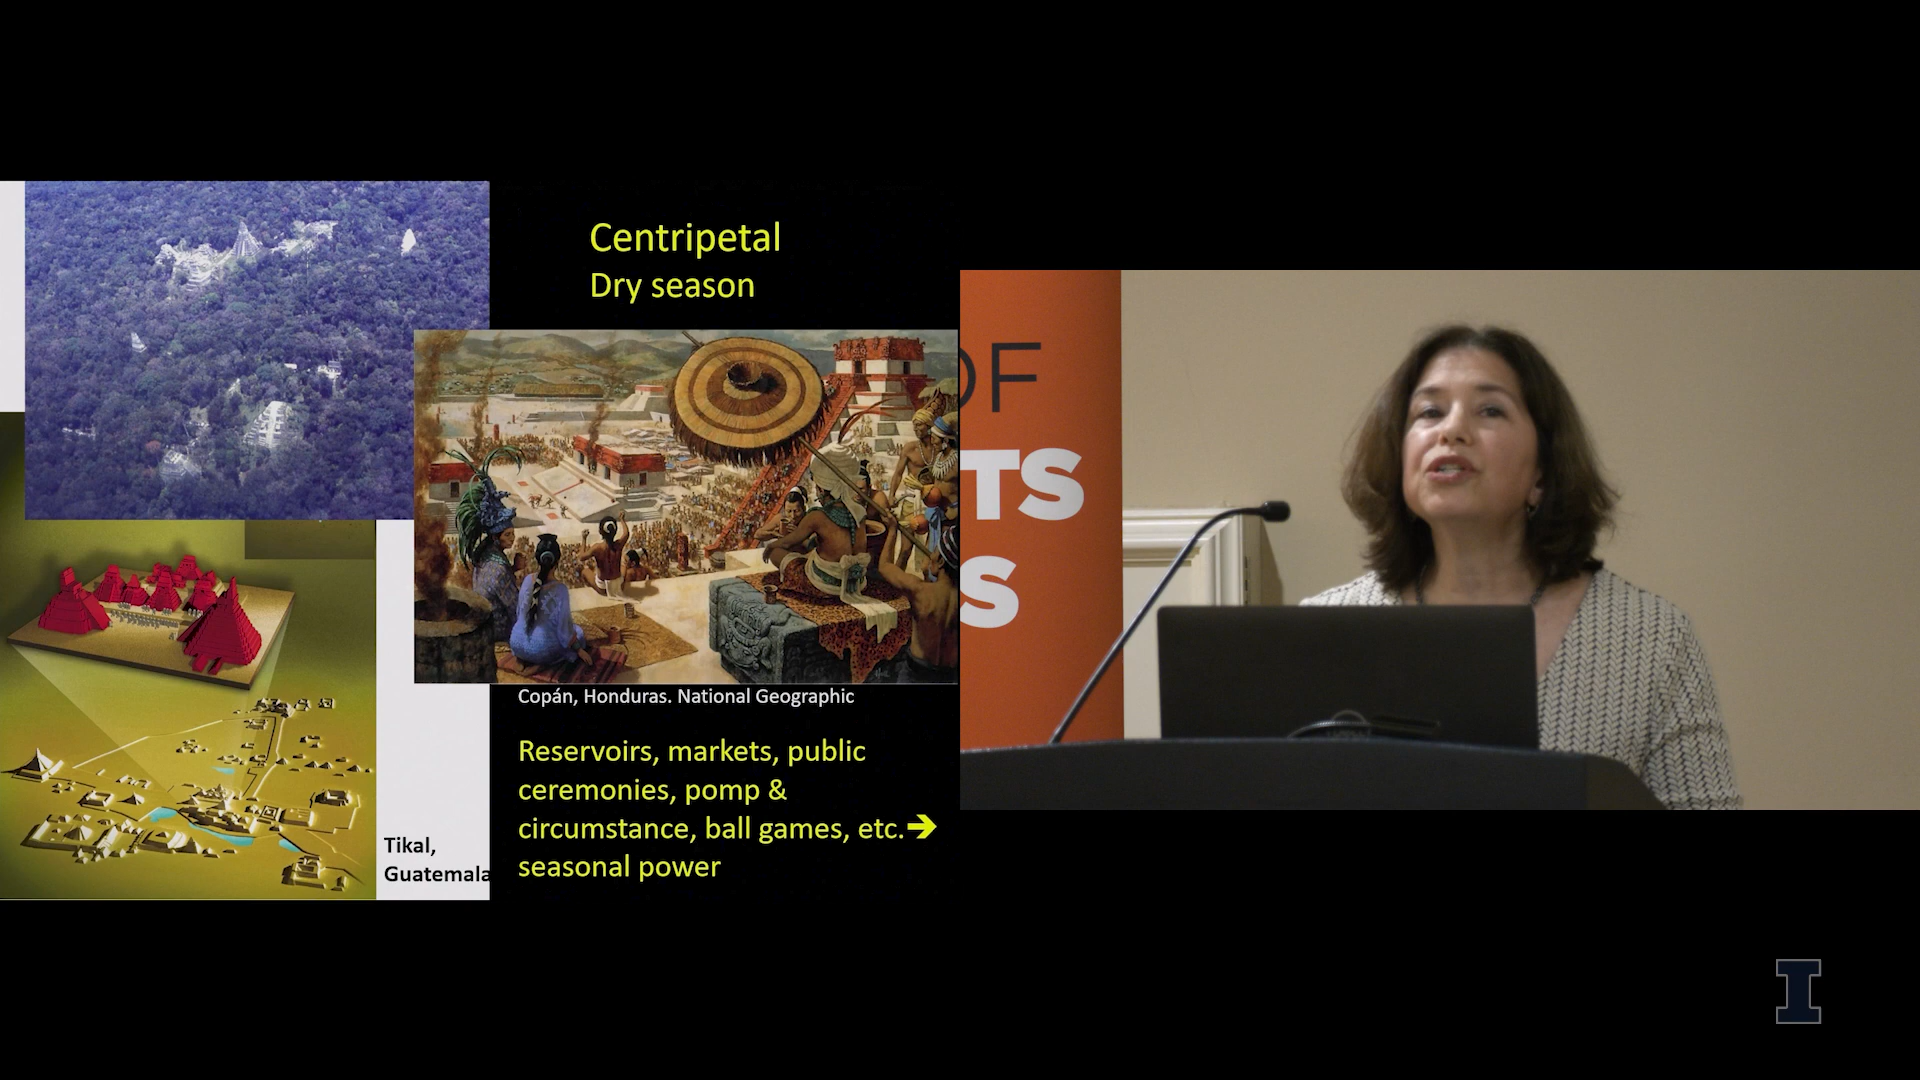 Centripetal
Dry season
Copán, Honduras. National Geographic
Reservoirs, markets, public
ceremonies, pomp &
circumstance, ball games, etc.➔
seasonal power
Tikal,
Guatemala
OF
TS
S
I